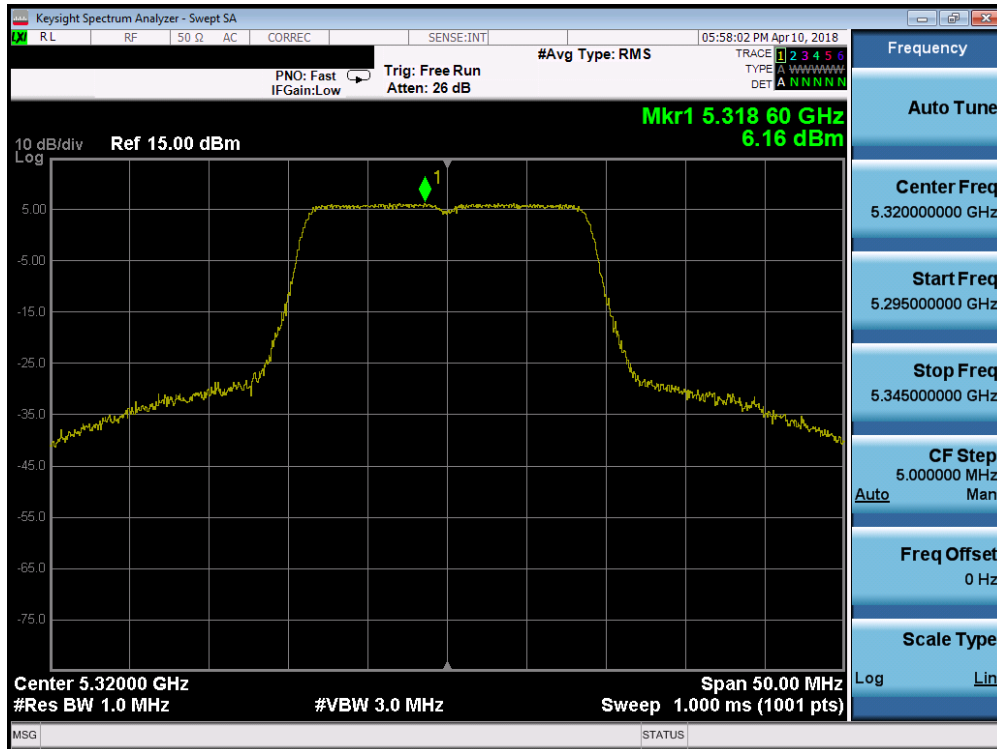 Keysight Spectrum Analyzer - Swept SA
LXI RL RF 50 Ω AC CORREC SENSE:INT 05:58:02 PM Apr 10, 2018
#Avg Type: RMS
TRACE 1 2 3 4 5 6
PNO: Fast Trig: Free Run
TYPE A WWWWW
IFGain:Low Atten: 26 dB
DET A N N N N N
Mkr1 5.318 60 GHz
6.16 dBm
10 dB/div Ref 15.00 dBm
Log
1
5.00
-5.00
-15.0
-25.0
-35.0
-45.0
-55.0
-65.0
-75.0
Center 5.32000 GHz Span 50.00 MHz
#Res BW 1.0 MHz #VBW 3.0 MHz Sweep 1.000 ms (1001 pts)
MSG STATUS
Frequency
Auto Tune
Center Freq
5.320000000 GHz
Start Freq
5.295000000 GHz
Stop Freq
5.345000000 GHz
CF Step
5.000000 MHz
Auto Man
Freq Offset
0 Hz
Scale Type
Log Lin